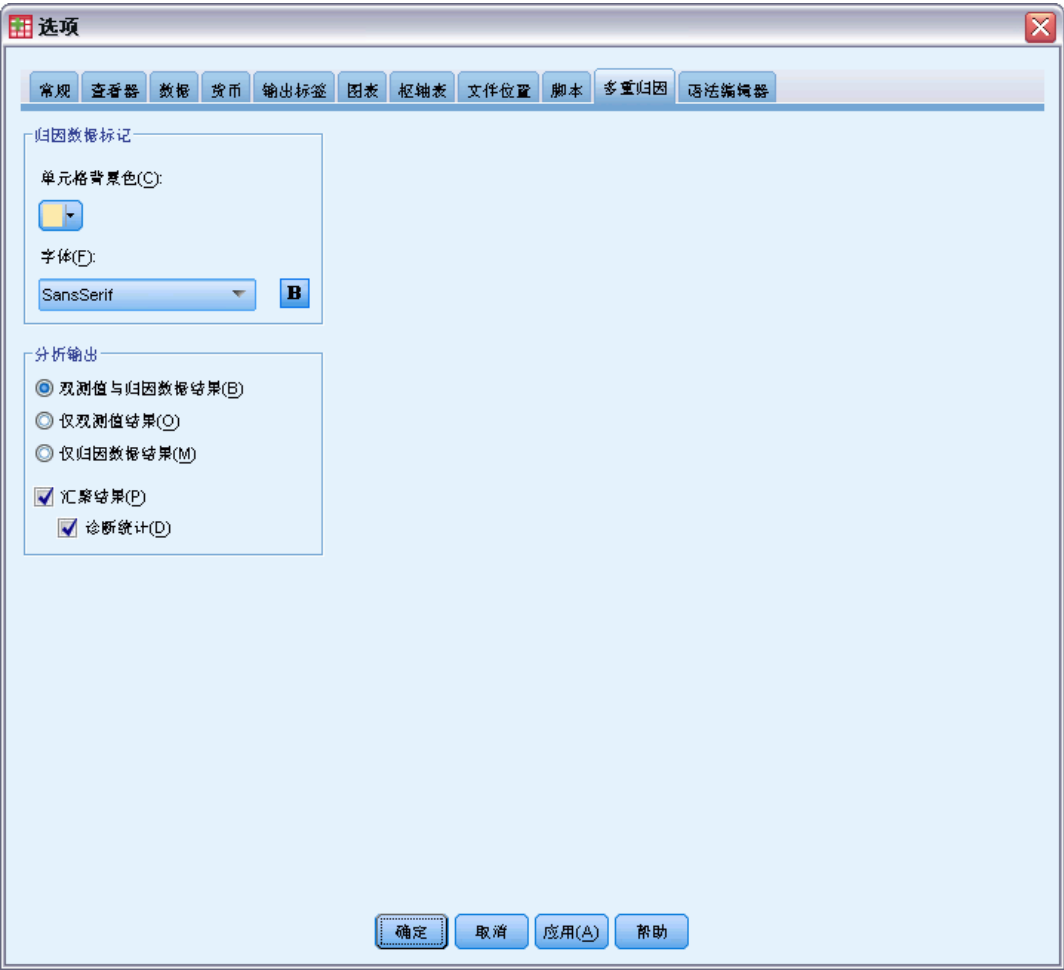 选项
常规 查看器 数据 货币 输出标签 图表 枢轴表 文件位置 脚本 多重归因 语法编辑器
归因数据标记
单元格背景色(C):
字体(F):
SansSerif B
分析输出
观测值与归因数据结果(B)
仅观测值结果(O)
仅归因数据结果(M)
汇聚结果(P)
诊断统计(D)
确定 取消 应用(A) 帮助